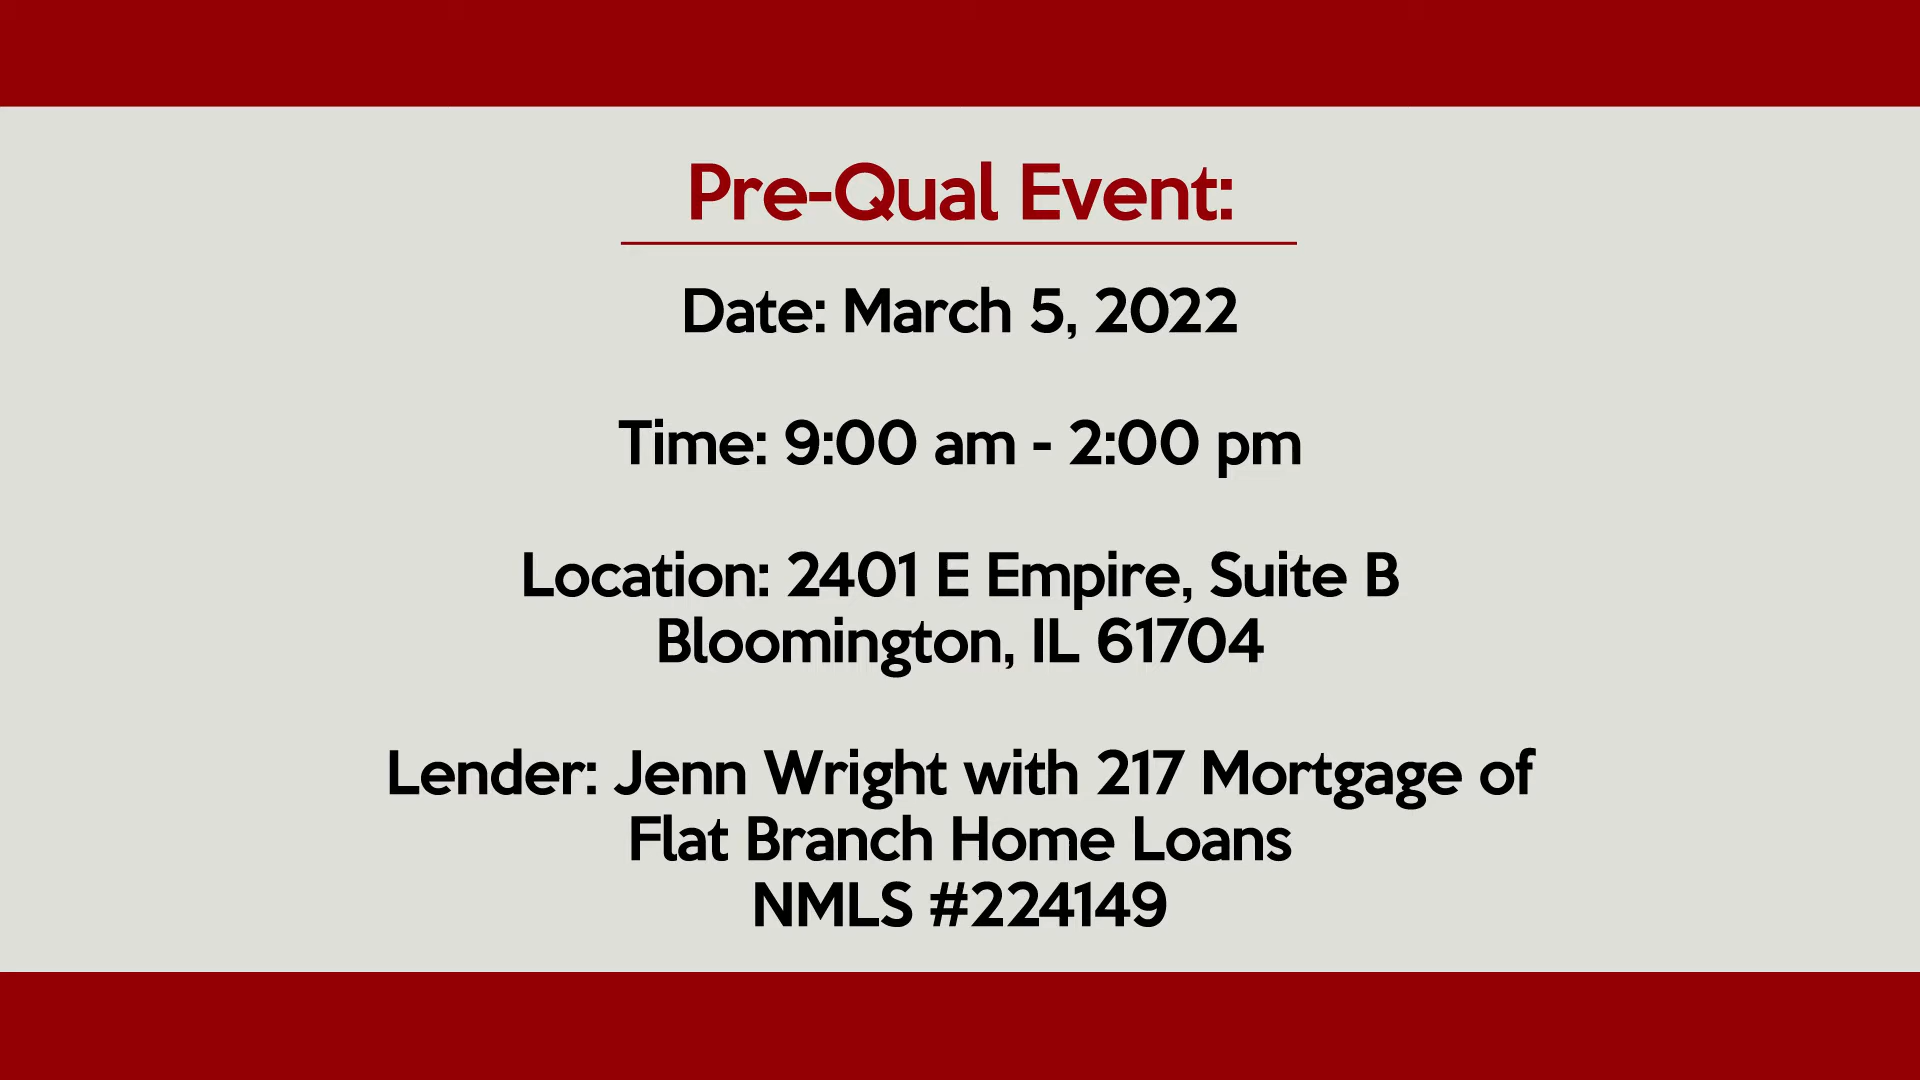 Pre-Qual Event:
Date: March 5, 2022
Time: 9:00 am - 2:00 pm
Location: 2401 E Empire, Suite B
Bloomington, IL 61704
Lender: Jenn Wright with 217 Mortgage of
Flat Branch Home Loans
NMLS #224149